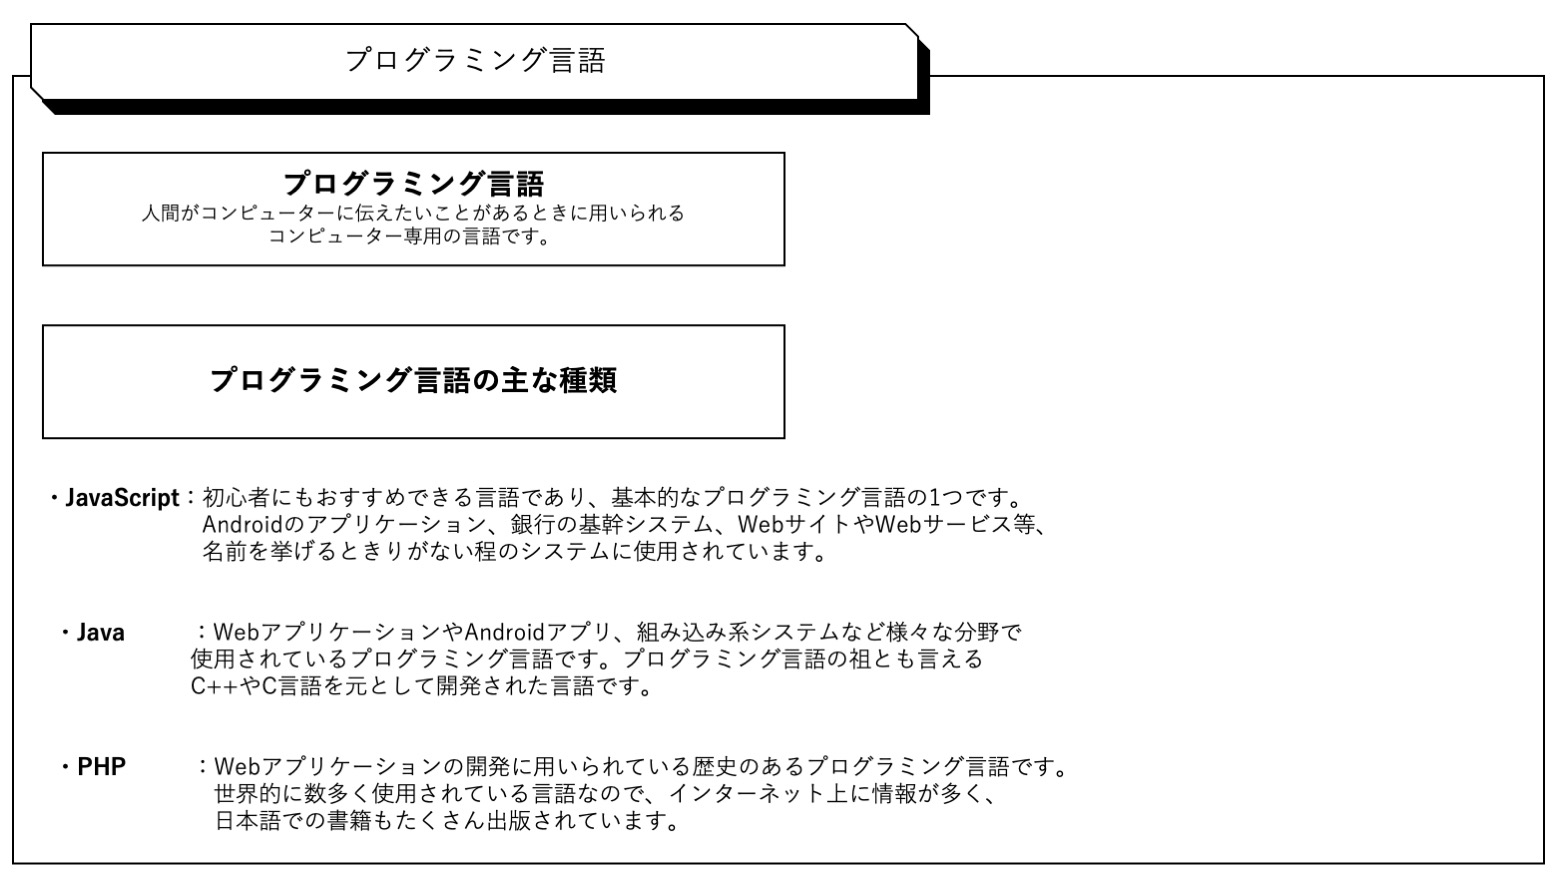 プログラミング言語
プログラミング言語
人間がコンピューターに伝えたいことがあるときに用いられる
コンピューター専用の言語です。
プログラミング言語の主な種類
・JavaScript：初心者にもおすすめできる言語であり、基本的なプログラミング言語の1つです。
Androidのアプリケーション、銀行の基幹システム、WebサイトやWebサービス等、
名前を挙げるときりがない程のシステムに使用されています。
・Java ：WebアプリケーションやAndroidアプリ、組み込み系システムなど様々な分野で
使用されているプログラミング言語です。プログラミング言語の祖とも言える
C++やC言語を元として開発された言語です。
・PHP ：Webアプリケーションの開発に用いられている歴史のあるプログラミング言語です。
世界的に数多く使用されている言語なので、インターネット上に情報が多く、
日本語での書籍もたくさん出版されています。